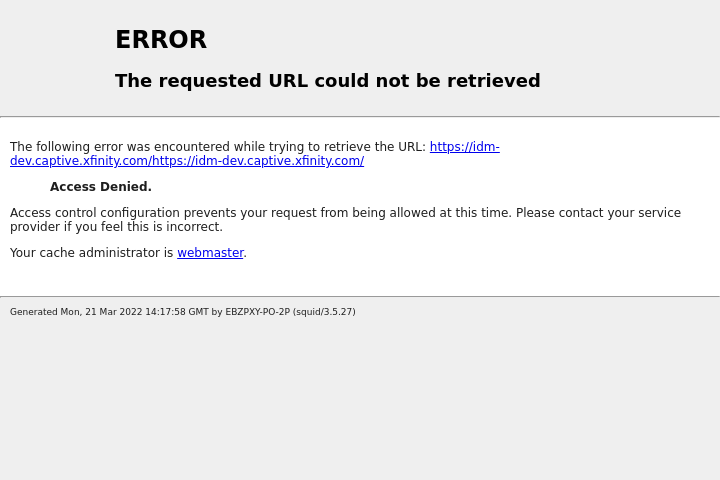 ERROR
The requested URL could not be retrieved
The following error was encountered while trying to retrieve the URL: https://idm-
dev.captive.xfinity.com/https://idm-dev.captive.xfinity.com/
Access Denied.
Access control configuration prevents your request from being allowed at this time. Please contact your service
provider if you feel this is incorrect.
Your cache administrator is webmaster.
Generated Mon, 21 Mar 2022 14:17:58 GMT by EBZPXY-PO-2P (squid/3.5.27)